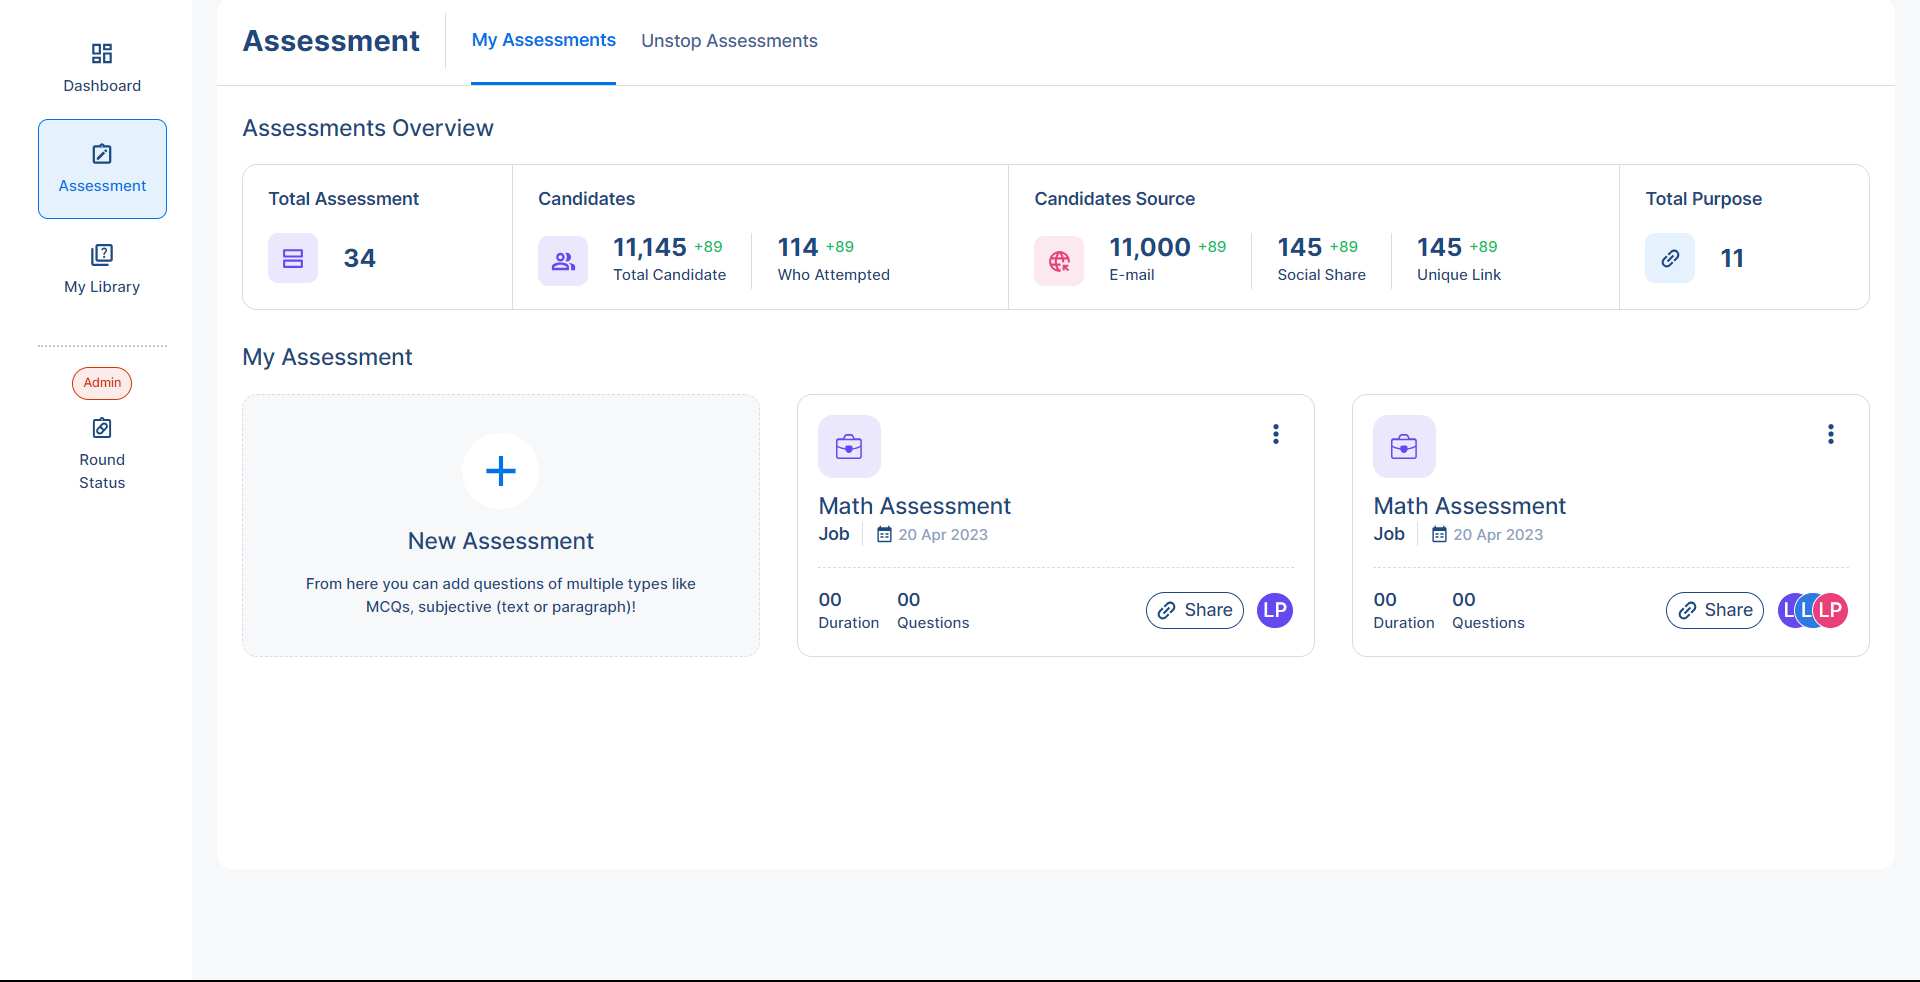 Dashboard
Assessment
My Library
Admin
Round
Status
Assessment
My Assessments
Unstop Assessments
Assessments Overview
Total Assessment
34
Candidates
11,145 +89
Total Candidate
114 +89
Who Attempted
Candidates Source
11,000 +89
E-mail
145 +89
Social Share
145 +89
Unique Link
Total Purpose
11
My Assessment
New Assessment
From here you can add questions of multiple types like
MCQs, subjective (text or paragraph)!
Math Assessment
Job 20 Apr 2023
00
Duration
00
Questions
Share
LP
Math Assessment
Job 20 Apr 2023
00
Duration
00
Questions
Share
L L LP